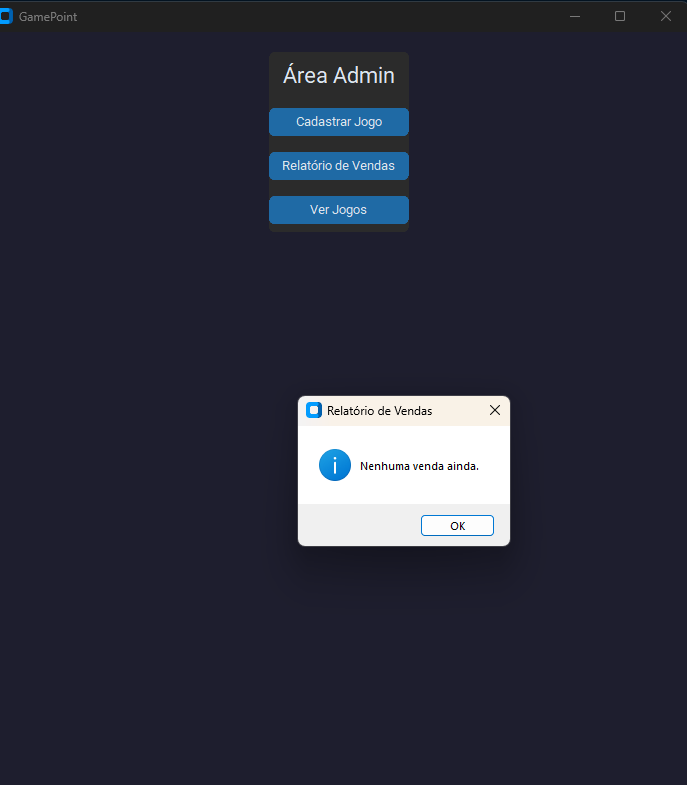 GamePoint
Área Admin
Cadastrar Jogo
Relatório de Vendas
Ver Jogos
Relatório de Vendas
Nenhuma venda ainda.
OK